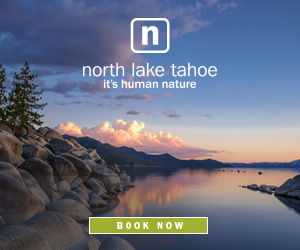 n
north lake tahoe
it's human nature
BOOK NOW